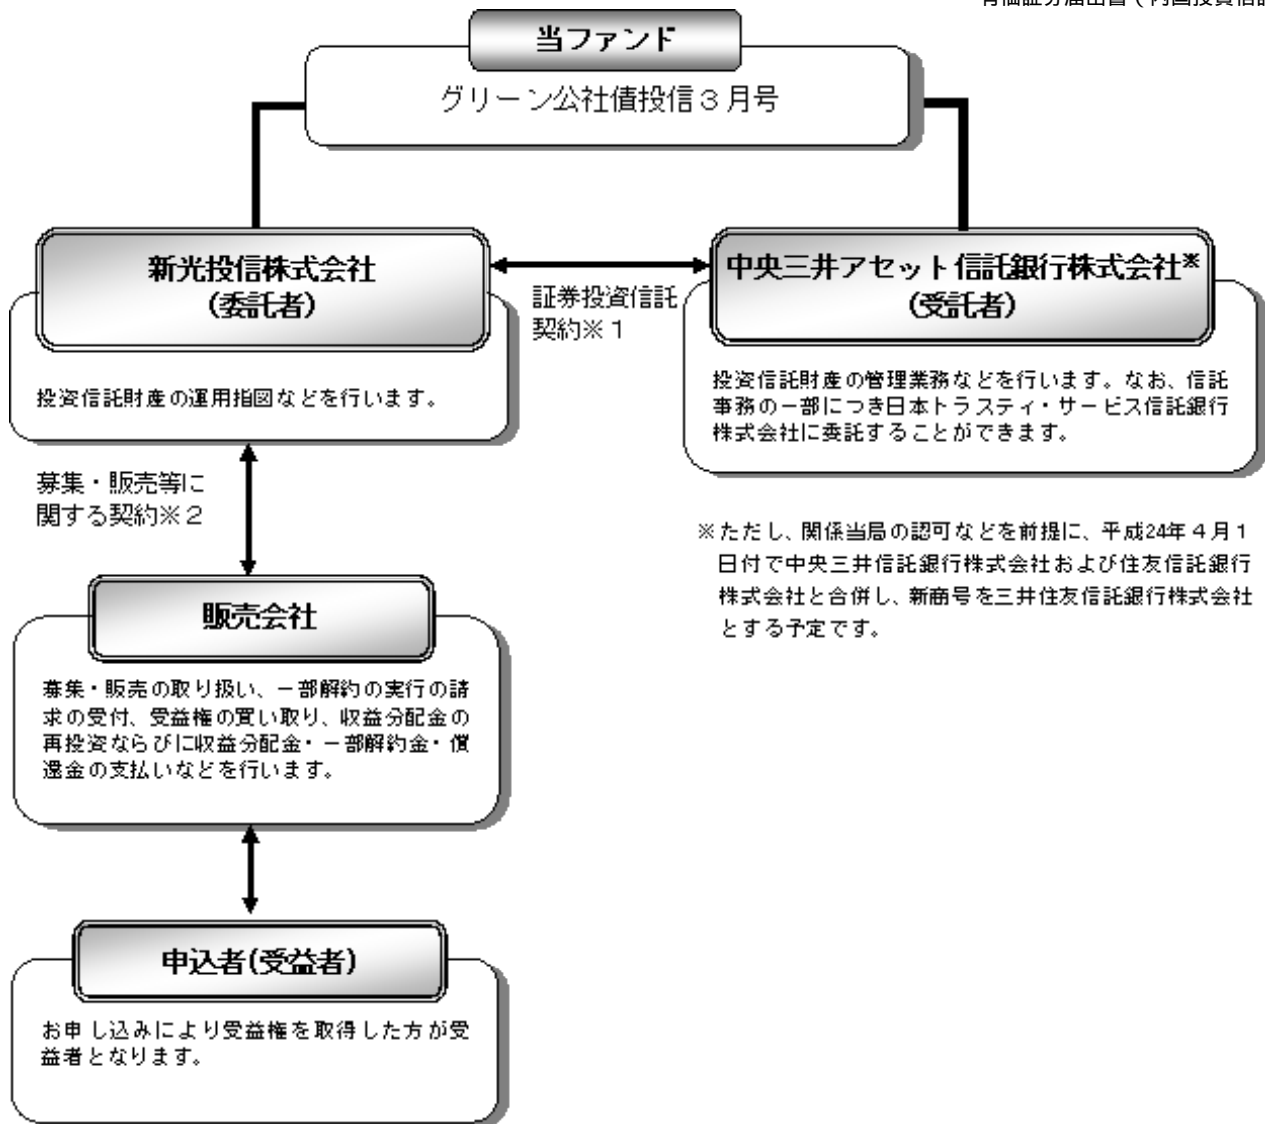 当ファンド
グリーン公社債投信３月号
新光投信株式会社
(委託者)
投資信託財産の運用指図などを行います。
証券投資信託
契約※１
中央三井アセット信託銀行株式会社※
(受託者)
投資信託財産の管理業務などを行います。なお、信託
事務の一部につき日本トラスティ・サービス信託銀行
株式会社に委託することができます。
募集・販売等に
関する契約※２
※ただし、関係当局の認可などを前提に、平成24年４月１
日付で中央三井信託銀行株式会社および住友信託銀行
株式会社と合併し、新商号を三井住友信託銀行株式会社
とする予定です。
販売会社
募集・販売の取り扱い、一部解約の実行の請
求の受付、受益権の買い取り、収益分配金の
再投資ならびに収益分配金・一部解約金・償
還金の支払いなどを行います。
申込者(受益者)
お申し込みにより受益権を取得した方が受
益者となります。